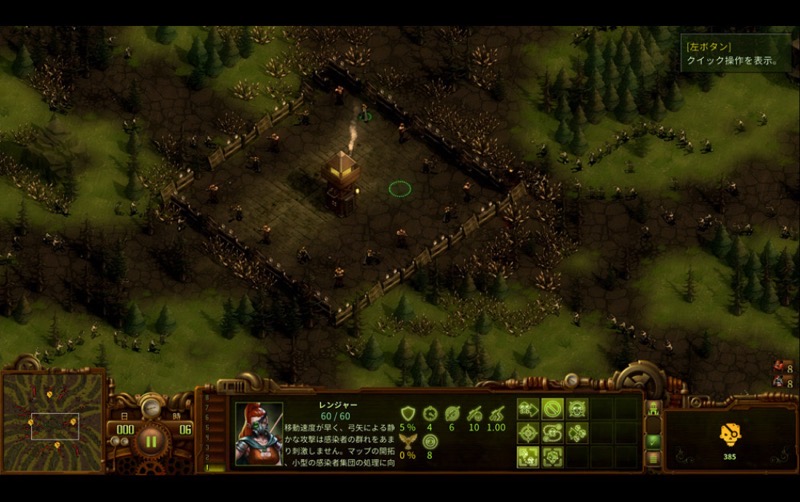 [左ボタン]
クイック操作を表示。
8
8
レンジャー
60 / 60
移動速度が早く、弓矢による静
かな攻撃は感染者の群れをあま
り刺激しません。マップの開拓
、小型の感染者集団の処理に向
5% 4 6 10 1.00
0% 8
日 時
000 06
385